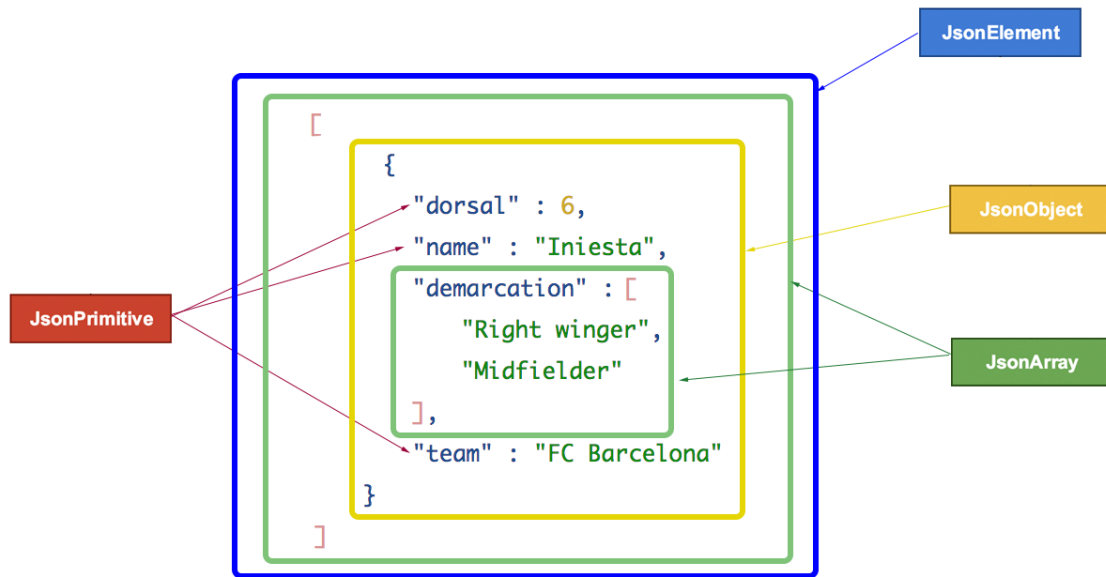 JsonElement
[
{
"dorsal" : 6,
JsonObject
"name" : "Iniesta",
"demarcation" : [
JsonPrimitive
"Right winger",
JsonArray
"Midfielder"
],
"team" : "FC Barcelona"
}
]